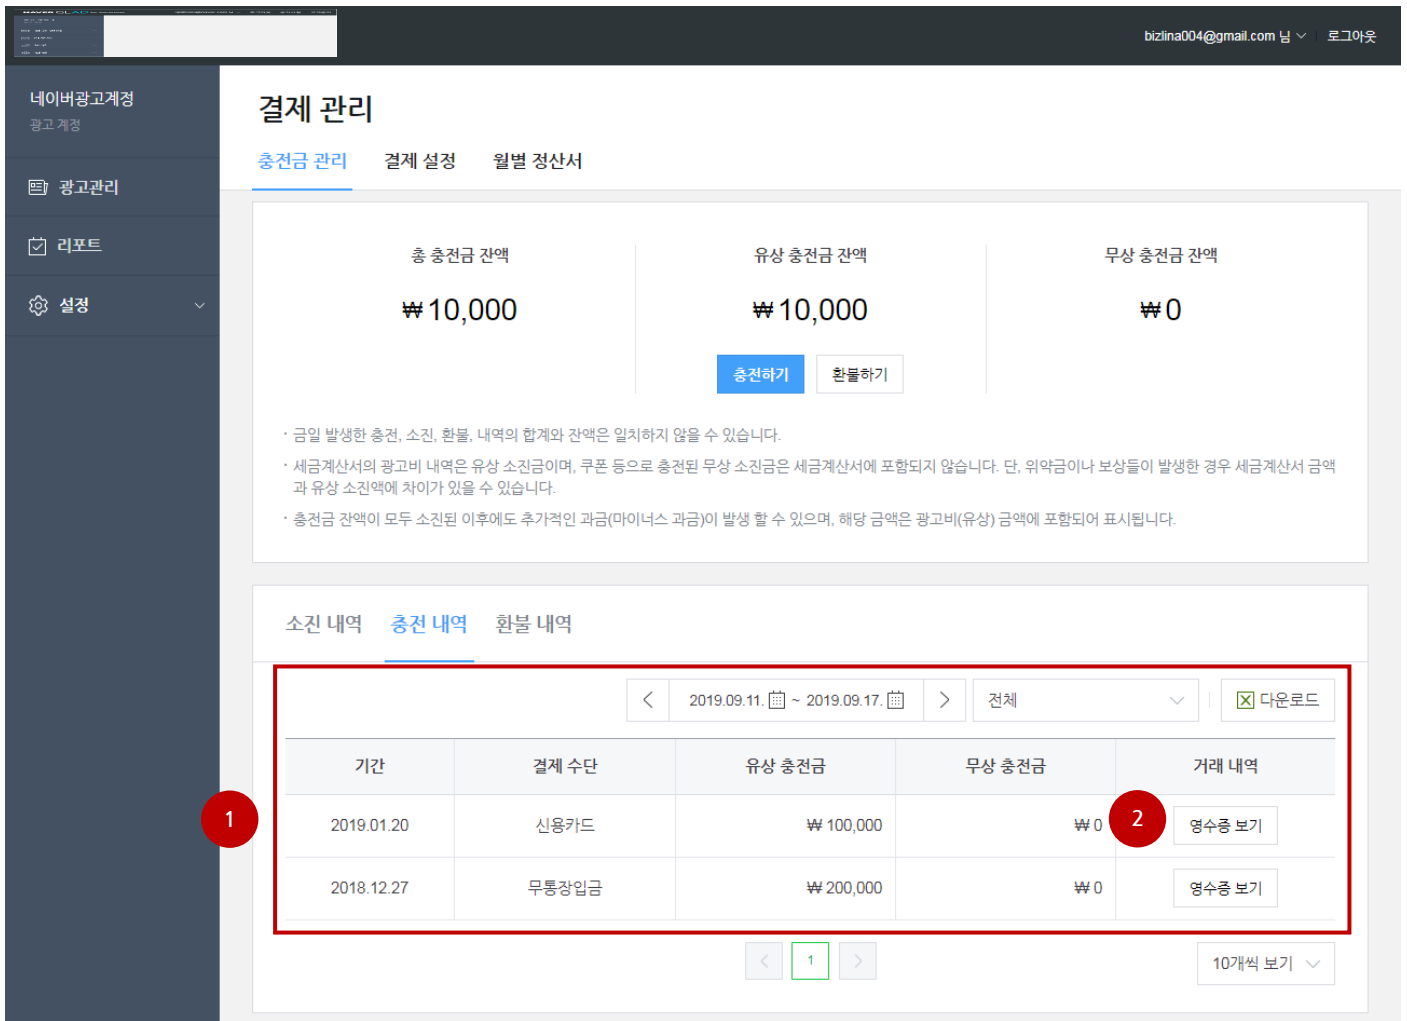 bizlina004@gmail.com 님
로그아웃
네이버광고계정
광고 계정
광고관리
리포트
설정
결제 관리
충전금 관리 결제 설정 월별 정산서
총 충전금 잔액 유상 충전금 잔액 무상 충전금 잔액
₩10,000 ₩10,000 ₩0
충전하기 환불하기
· 금일 발생한 충전, 소진, 환불, 내역의 합계와 잔액은 일치하지 않을 수 있습니다.
· 세금계산서의 광고비 내역은 유상 소진금이며, 쿠폰 등으로 충전된 무상 소진금은 세금계산서에 포함되지 않습니다. 단, 위약금이나 보상들이 발생한 경우 세금계산서 금액
과 유상 소진액에 차이가 있을 수 있습니다.
· 충전금 잔액이 모두 소진된 이후에도 추가적인 과금(마이너스 과금)이 발생 할 수 있으며, 해당 금액은 광고비(유상) 금액에 포함되어 표시됩니다.
소진 내역 충전 내역 환불 내역
2019.09.11. ~ 2019.09.17. 전체 다운로드
기간 결제 수단 유상 충전금 무상 충전금 거래 내역
1
2019.01.20 신용카드 ₩ 100,000 ₩ 0 2 영수증 보기
2018.12.27 무통장입금 ₩ 200,000 ₩ 0 영수증 보기
< 1 > 10개씩 보기